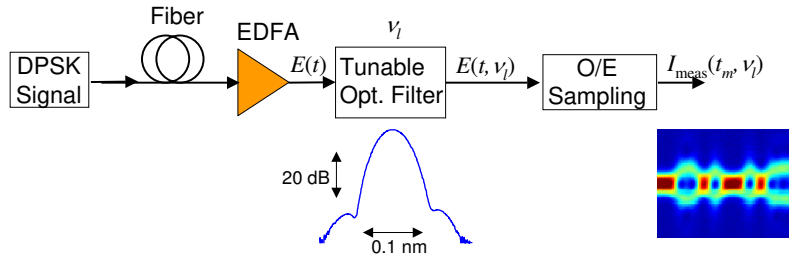 Fiber
EDFA
ν_l
DPSK
Signal
E(t)
Tunable
Opt. Filter
E(t, ν_l)
O/E
Sampling
I_meas(t_m, ν_l)
20 dB
0.1 nm